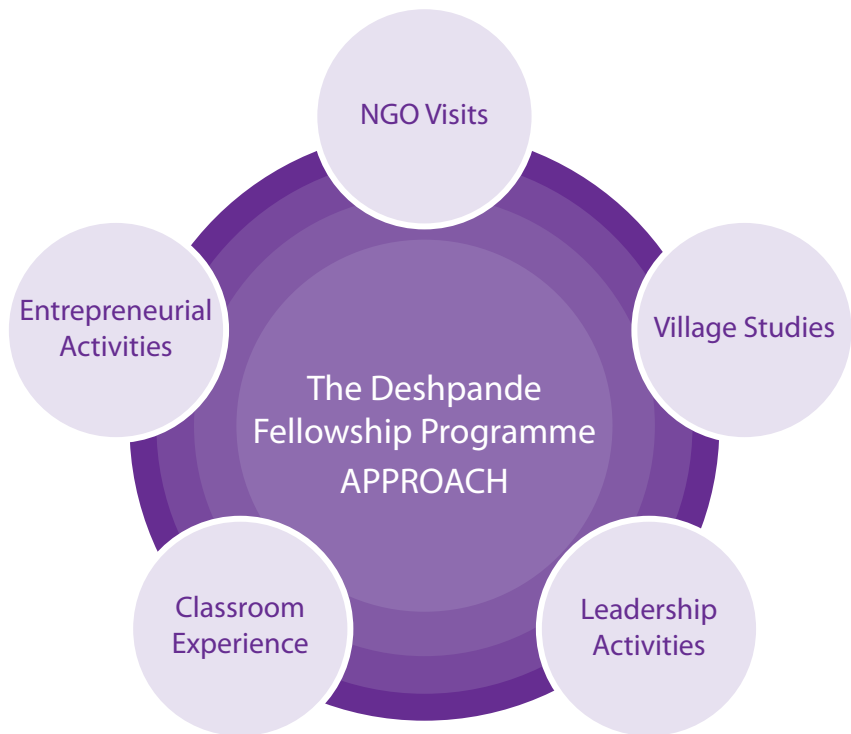 NGO Visits
Entrepreneurial
Activities
Village Studies
The Deshpande
Fellowship Programme
APPROACH
Classroom
Experience
Leadership
Activities